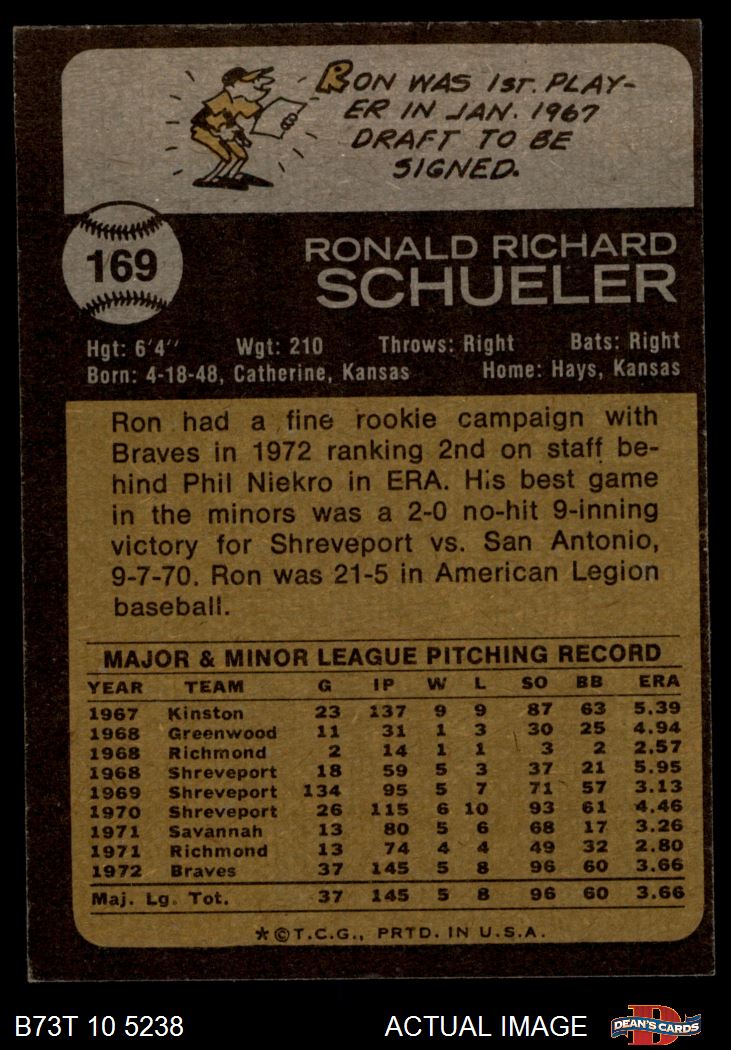 RON WAS 1ST. PLAY-
ER IN JAN. 1967
DRAFT TO BE
SIGNED.
169
RONALD RICHARD
SCHUELER
Hgt: 6'4" Wgt: 210 Throws: Right Bats: Right
Born: 4-18-48, Catherine, Kansas Home: Hays, Kansas
Ron had a fine rookie campaign with
Braves in 1972 ranking 2nd on staff be-
hind Phil Niekro in ERA. His best game
in the minors was a 2-0 no-hit 9-inning
victory for Shreveport vs. San Antonio,
9-7-70. Ron was 21-5 in American Legion
baseball.
MAJOR & MINOR LEAGUE PITCHING RECORD
YEAR TEAM G IP W L SO BB ERA
1967 Kinston 23 137 9 9 87 63 5.39
1968 Greenwood 11 31 1 3 30 25 4.94
1968 Richmond 2 14 1 1 3 2 2.57
1968 Shreveport 18 59 5 3 37 21 5.95
1969 Shreveport 134 95 5 7 71 57 3.13
1970 Shreveport 26 115 6 10 93 61 4.46
1971 Savannah 13 80 5 6 68 17 3.26
1971 Richmond 13 74 4 4 49 32 2.80
1972 Braves 37 145 5 8 96 60 3.66
Maj. Lg. Tot. 37 145 5 8 96 60 3.66
*©T.C.G., PRTD. IN U.S.A.
B73T 10 5238 ACTUAL IMAGE
DEAN'S CARDS